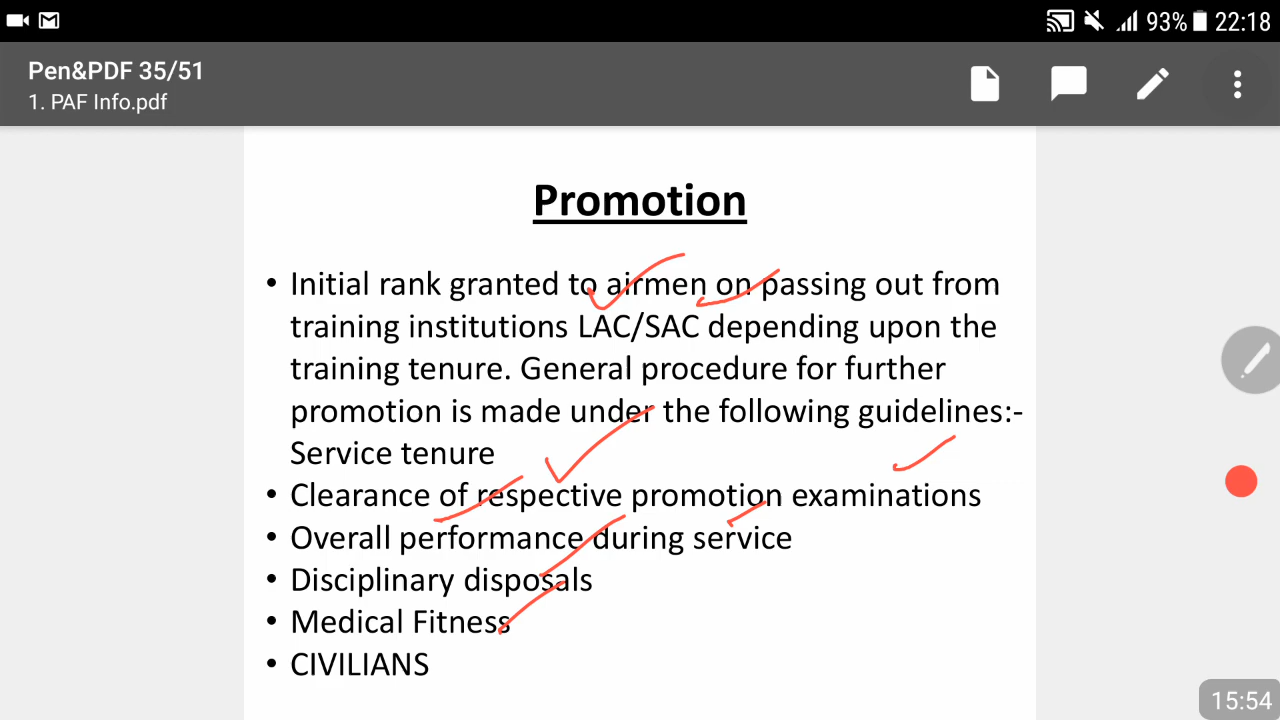 93% 22:18
Pen&PDF 35/51
1. PAF Info.pdf
Promotion
• Initial rank granted to airmen on passing out from
training institutions LAC/SAC depending upon the
training tenure. General procedure for further
promotion is made under the following guidelines:-
Service tenure
• Clearance of respective promotion examinations
• Overall performance during service
• Disciplinary disposals
• Medical Fitness
• CIVILIANS
15:54